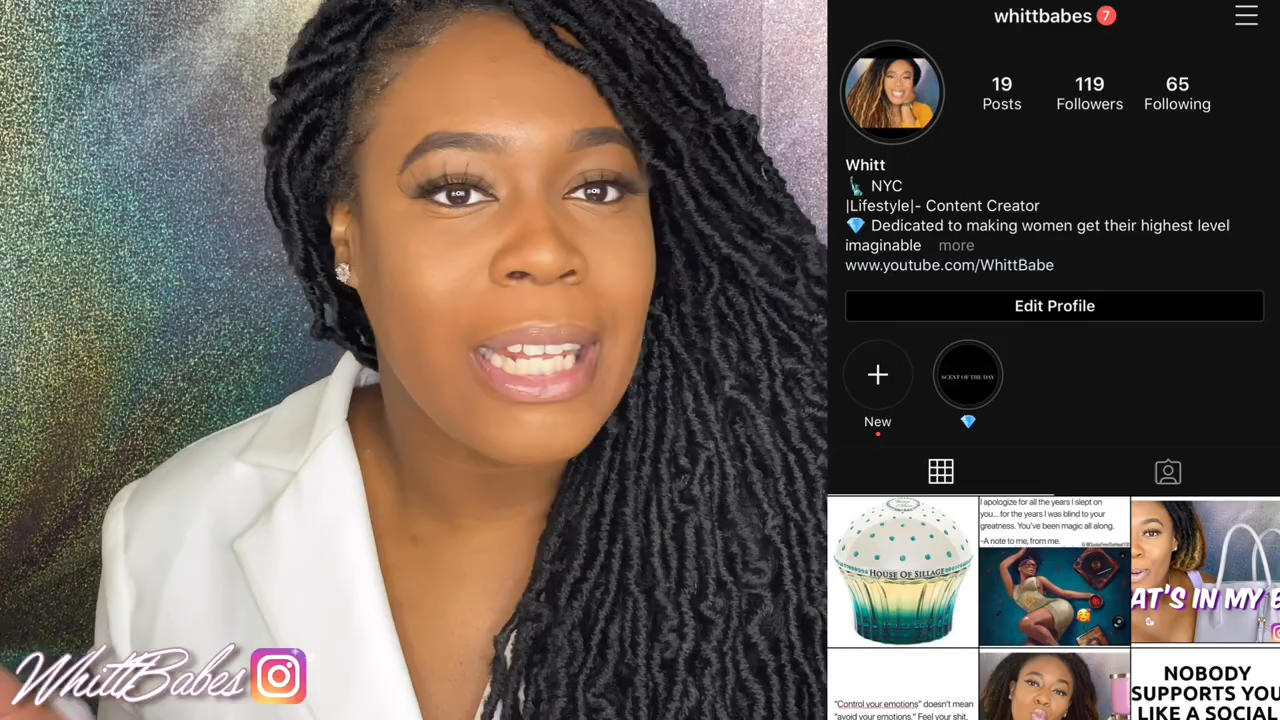 whittbabes 7
19 119 65
Posts Followers Following
Whitt
NYC
|Lifestyle|- Content Creator
Dedicated to making women get their highest level
imaginable more
www.youtube.com/WhittBabe
Edit Profile
SCENT OF THE DAY
New
I apologize for all the years I slept on
you... for the years I was blind to your
greatness. You've been magic all along.
-A note to me, from me.
HOUSE OF SILLAGE
AT'S IN MY B
"Control your emotions" doesn't mean
"avoid your emotions." Feel your shit,
NOBODY
SUPPORTS YOU
LIKE A SOCIAL
WhittBabes